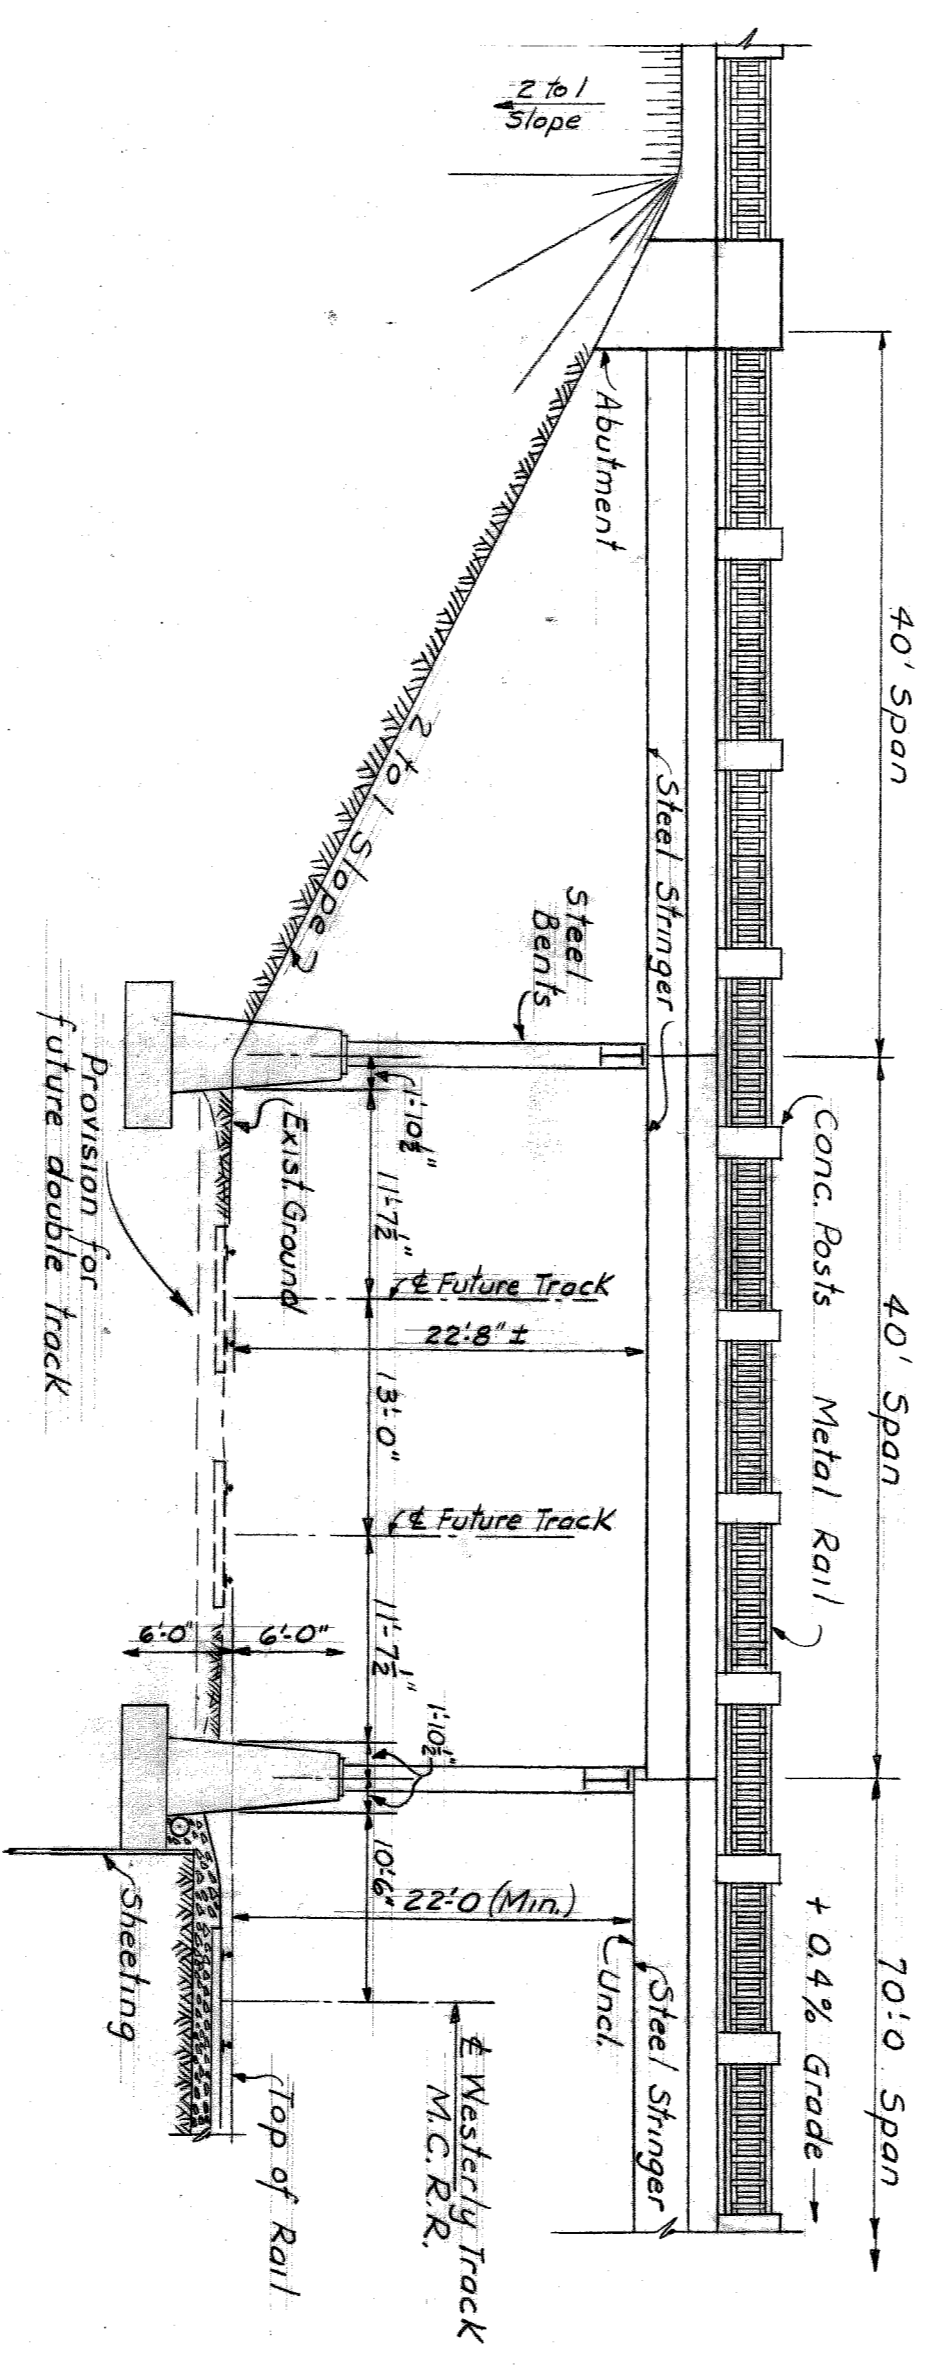 40' Span
40' Span
70'-0 Span
Conc. Posts
Metal Rail
+ 0.4% Grade
2 to 1
Slope
Abutment
Steel Stringer
Steel Stringer
Uncl.
Steel
Bents
2 to 1 Slope
1'-10½"
11'-7½"
13'-0"
11'-7½"
1'-10½"
10'-6"
℄ Future Track
℄ Future Track
22'-8" ±
22'-0 (Min.)
℄ Westerly Track
M.C.R.R.
Exist. Ground
6'-0"
6'-0"
Top of Rail
Provision for
future double track
Sheeting